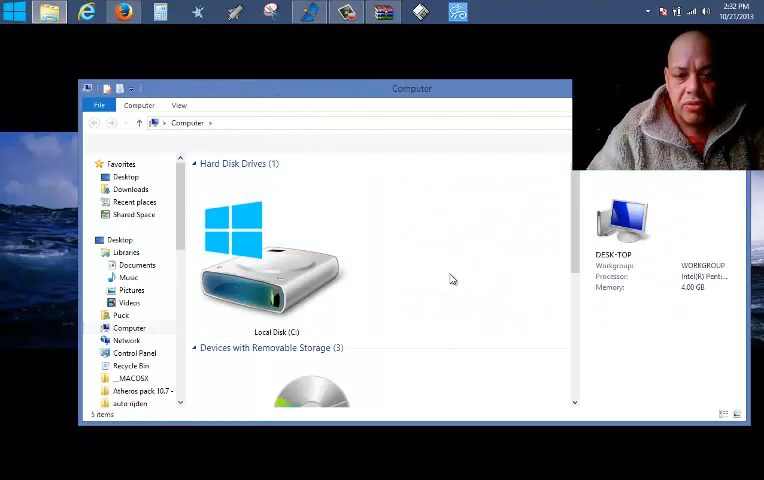 2:32 PM
10/21/2013
Computer
File Computer View
Computer
Favorites
Desktop
Downloads
Recent places
Shared Space
Desktop
Libraries
Documents
Music
Pictures
Videos
Puck
Computer
Network
Control Panel
Recycle Bin
__MACOSX
Atheros pack 10.7 -
auto rijden
Hard Disk Drives (1)
Local Disk (C:)
Devices with Removable Storage (3)
DESK-TOP
Workgroup: WORKGROUP
Processor: Intel(R) Penti...
Memory: 4.00 GB
5 items